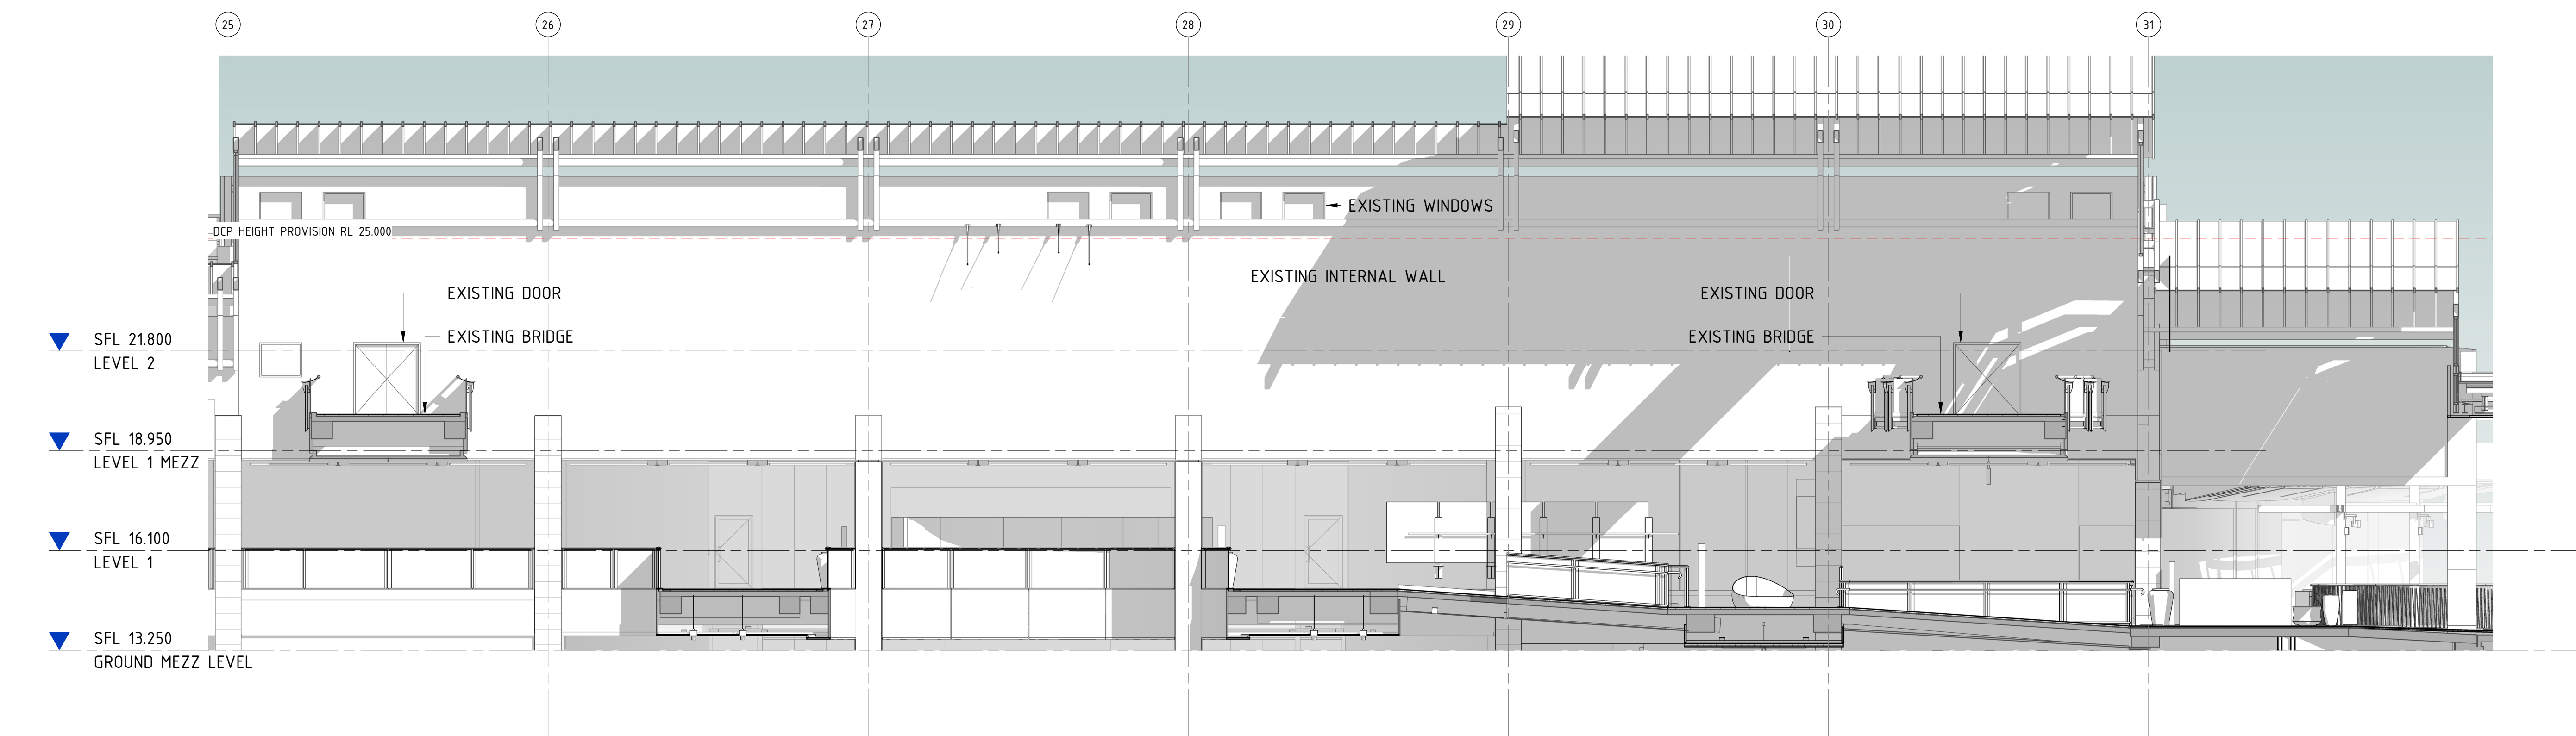 25 26 27 28 29 30 31
EXISTING WINDOWS
DCP HEIGHT PROVISION RL 25.000
EXISTING INTERNAL WALL
EXISTING DOOR
EXISTING DOOR
EXISTING BRIDGE
EXISTING BRIDGE
SFL 21.800
LEVEL 2
SFL 18.950
LEVEL 1 MEZZ
SFL 16.100
LEVEL 1
SFL 13.250
GROUND MEZZ LEVEL